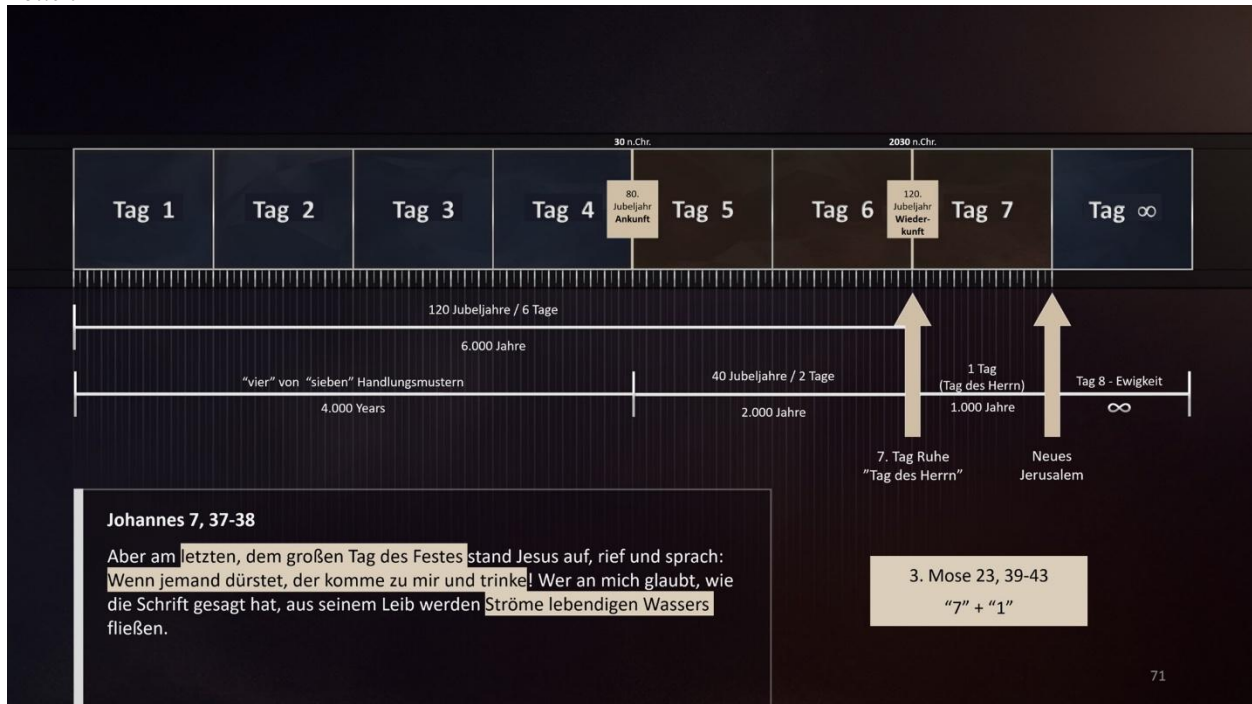 30 n.Chr.
2030 n.Chr.
Tag 1
Tag 2
Tag 3
Tag 4
80.
Jubeljahr
Ankunft
Tag 5
Tag 6
120.
Jubeljahr
Wieder-
kunft
Tag 7
Tag ∞
120 Jubeljahre / 6 Tage
6.000 Jahre
"vier" von "sieben" Handlungsmustern
4.000 Years
40 Jubeljahre / 2 Tage
2.000 Jahre
1 Tag
(Tag des Herrn)
1.000 Jahre
Tag 8 - Ewigkeit
∞
7. Tag Ruhe
"Tag des Herrn"
Neues
Jerusalem
Johannes 7, 37-38
Aber am letzten, dem großen Tag des Festes stand Jesus auf, rief und sprach:
Wenn jemand dürstet, der komme zu mir und trinke! Wer an mich glaubt, wie
die Schrift gesagt hat, aus seinem Leib werden Ströme lebendigen Wassers
fließen.
3. Mose 23, 39-43
"7" + "1"
71